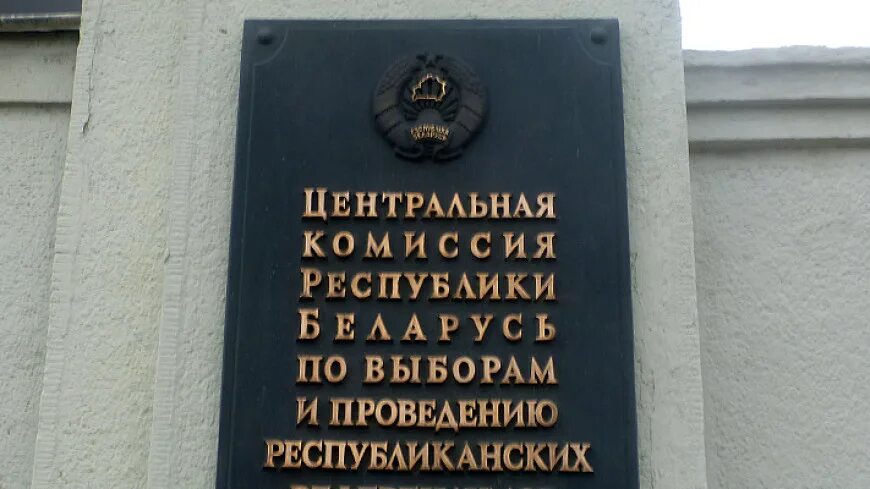 ЦЕНТРАЛЬНАЯ
КОМИССИЯ
РЕСПУБЛИКИ
БЕЛАРУСЬ
ПО ВЫБОРАМ
И ПРОВЕДЕНИЮ
РЕСПУБЛИКАНСКИХ